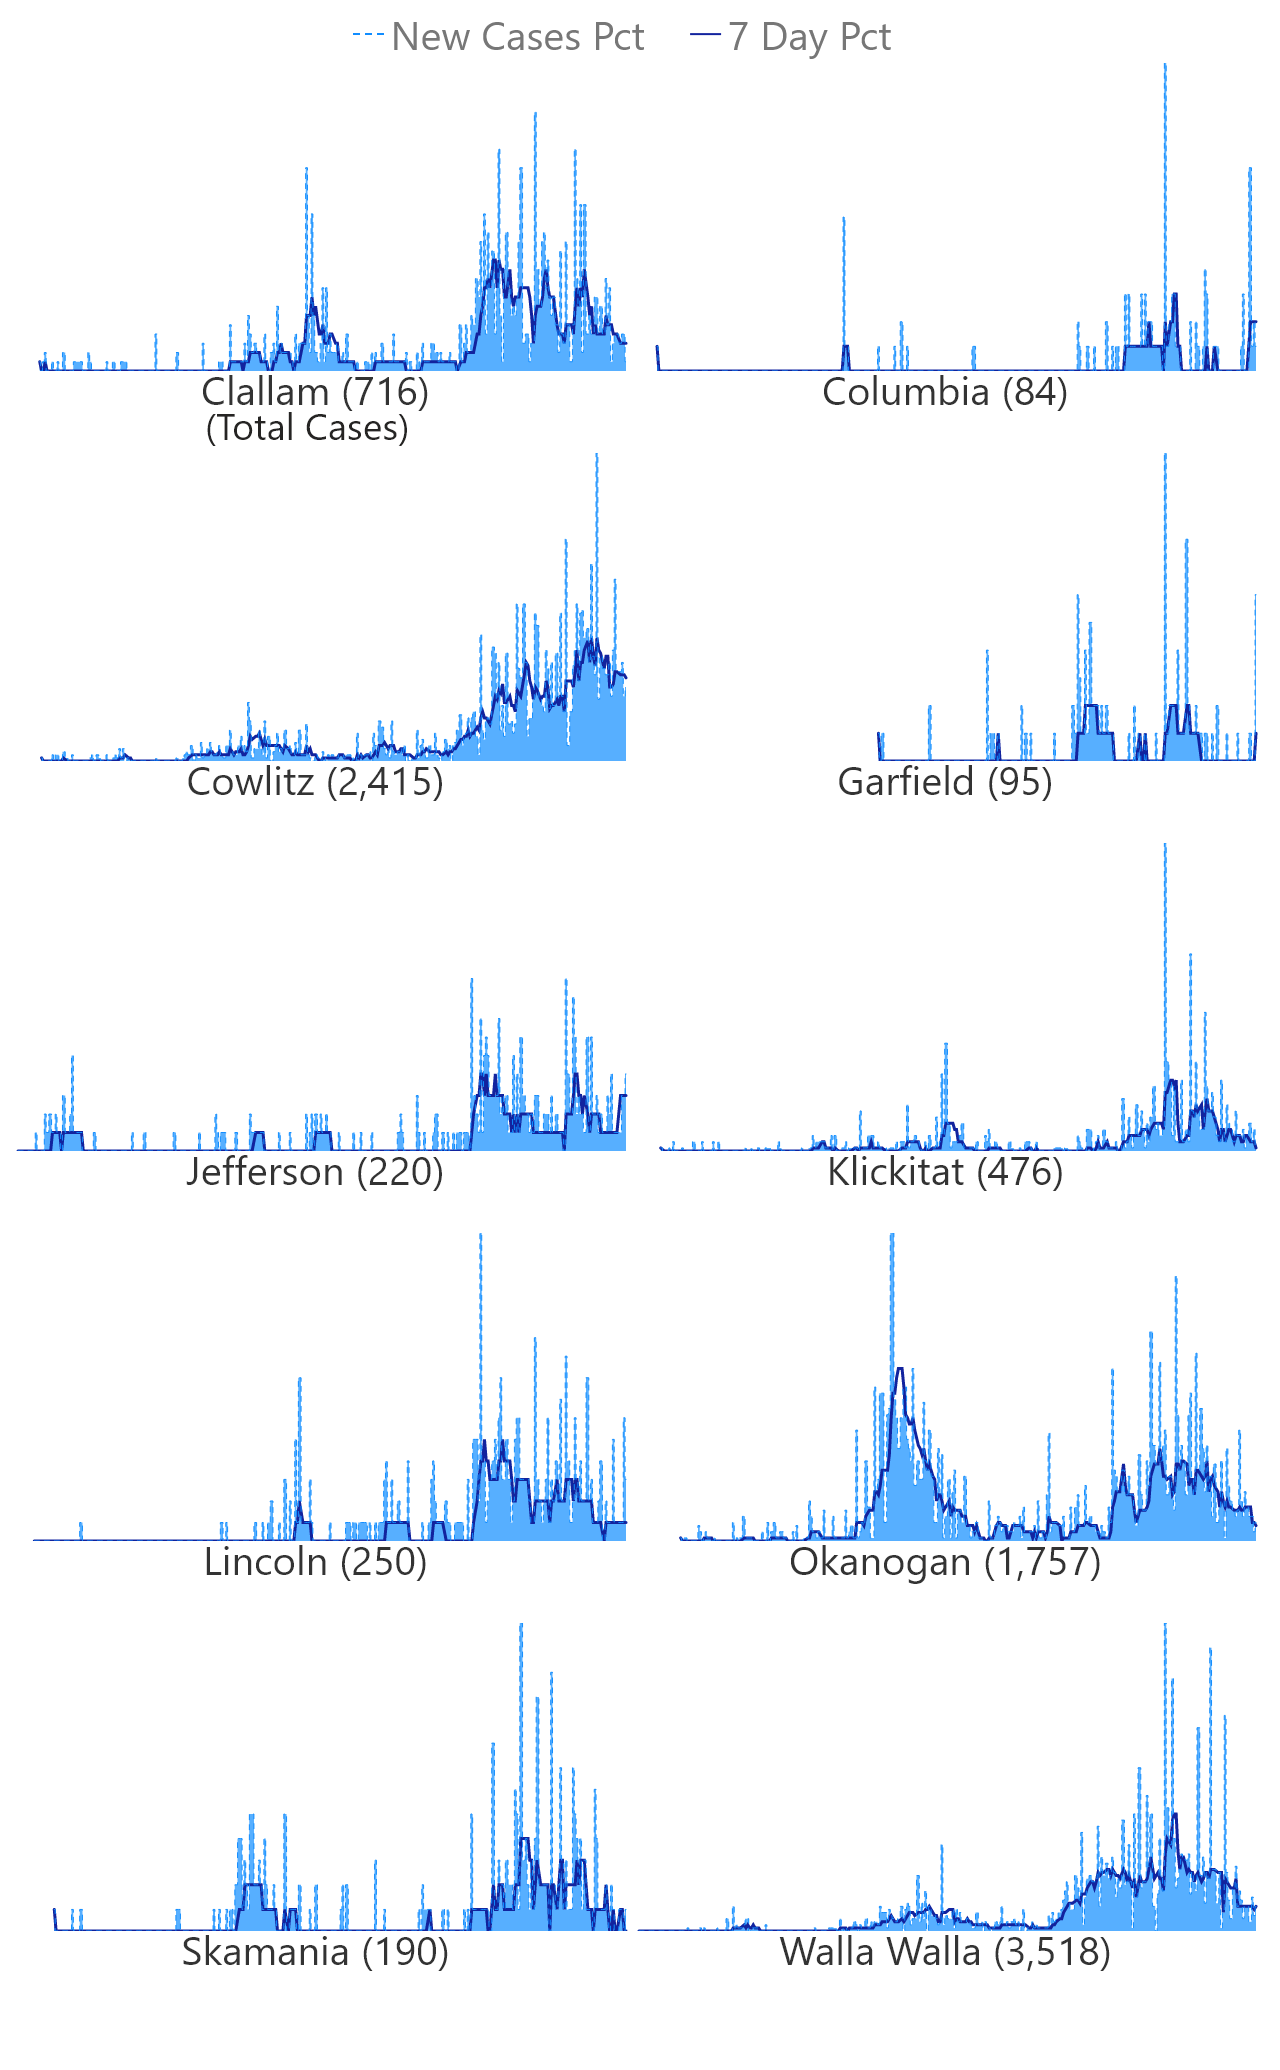 New Cases Pct 7 Day Pct
Clallam (716) Columbia (84)
(Total Cases)
Cowlitz (2,415) Garfield (95)
Jefferson (220) Klickitat (476)
Lincoln (250) Okanogan (1,757)
Skamania (190) Walla Walla (3,518)